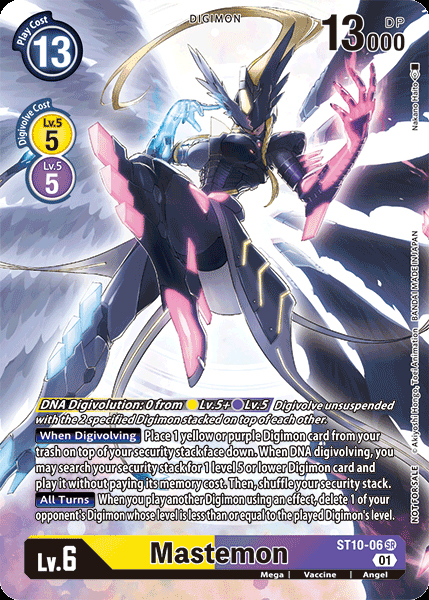 DIGIMON
Play Cost
13
DP
13000
Digivolve Cost
Lv.5
5
Lv.5
5
Nakano Haito
©Akiyoshi Hongo, Toei Animation BANDAI MADE IN JAPAN
NOT FOR SALE
DNA Digivolution: 0 from Lv.5 + Lv.5 Digivolve unsuspended
with the 2 specified Digimon stacked on top of each other.
When Digivolving Place 1 yellow or purple Digimon card from your
trash on top of your security stack face down. When DNA digivolving, you
may search your security stack for 1 level 5 or lower Digimon card and
play it without paying its memory cost. Then, shuffle your security stack.
All Turns When you play another Digimon using an effect, delete 1 of your
opponent's Digimon whose level is less than or equal to the played Digimon's level.
Lv.6
Mastemon
ST10-06 SR
01
Mega | Vaccine | Angel